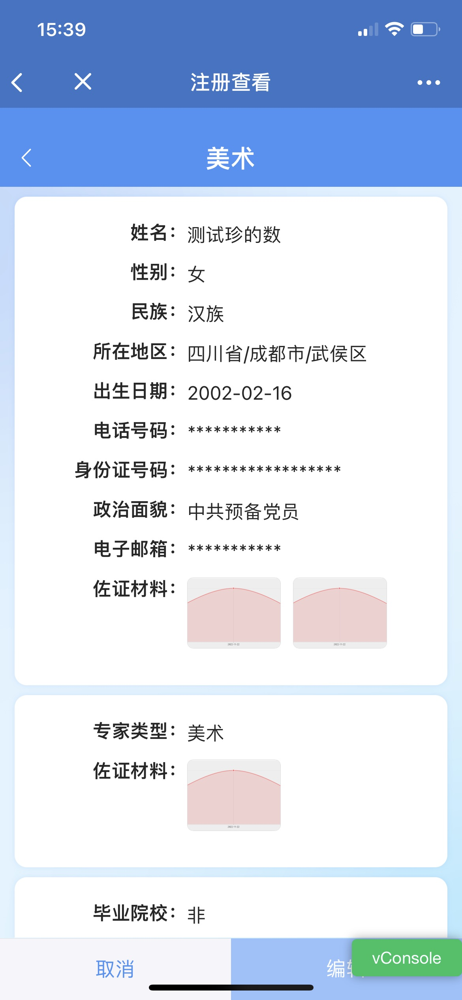 15:39
注册查看
美术
姓名： 测试珍的数
性别： 女
民族： 汉族
所在地区： 四川省/成都市/武侯区
出生日期： 2002-02-16
电话号码： ***********
身份证号码： ******************
政治面貌： 中共预备党员
电子邮箱： ***********
佐证材料：
2022-11-22 2022-11-22
专家类型： 美术
佐证材料：
2022-11-22
毕业院校： 非
取消 编 vConsole